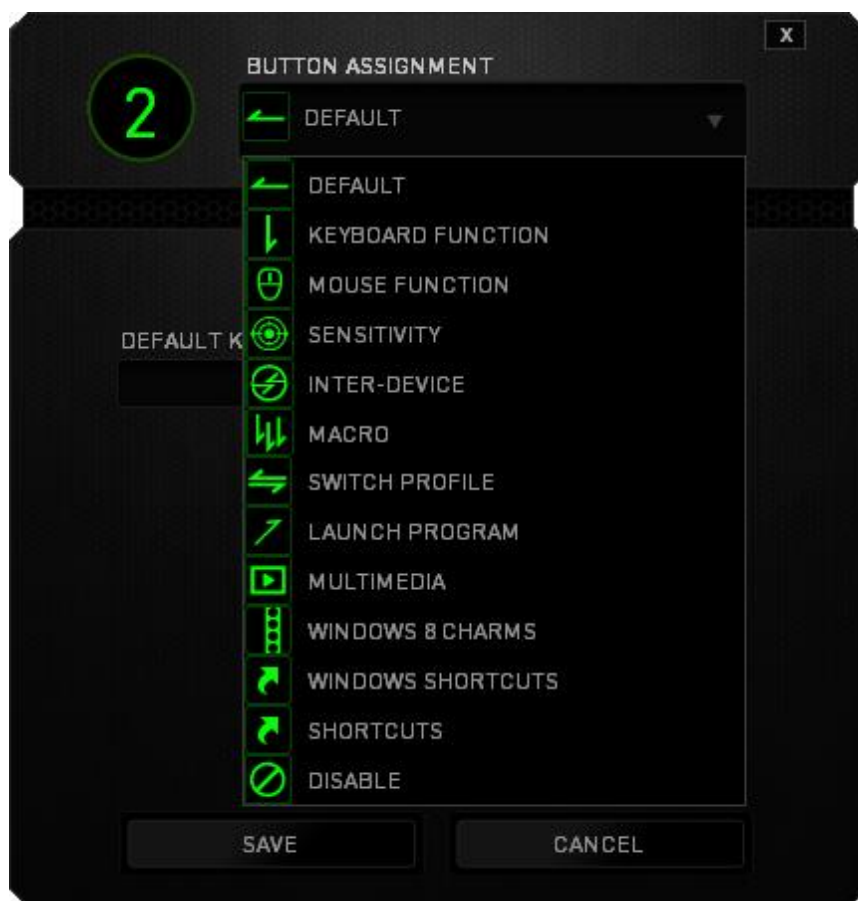 X
BUTTON ASSIGNMENT
2
DEFAULT
DEFAULT
KEYBOARD FUNCTION
MOUSE FUNCTION
SENSITIVITY
DEFAULT K
INTER-DEVICE
MACRO
SWITCH PROFILE
LAUNCH PROGRAM
MULTIMEDIA
WINDOWS 8 CHARMS
WINDOWS SHORTCUTS
SHORTCUTS
DISABLE
SAVE
CANCEL